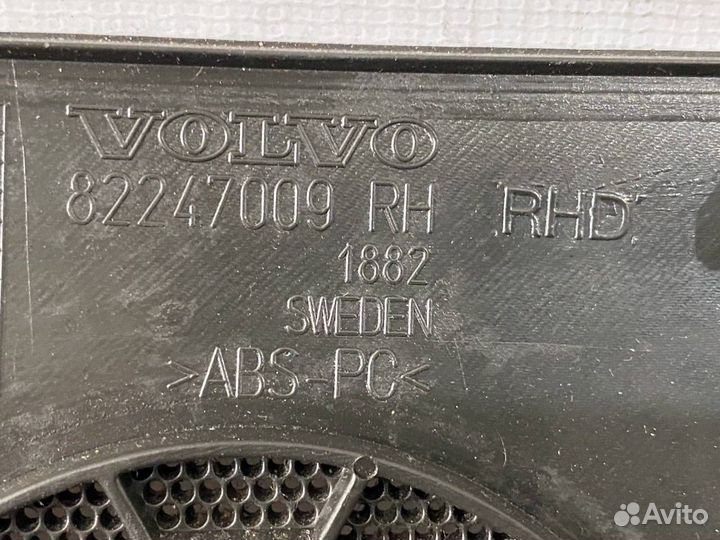 VOLVO
82247009 RH RHD
1882
SWEDEN
>ABS-PC<
Avito